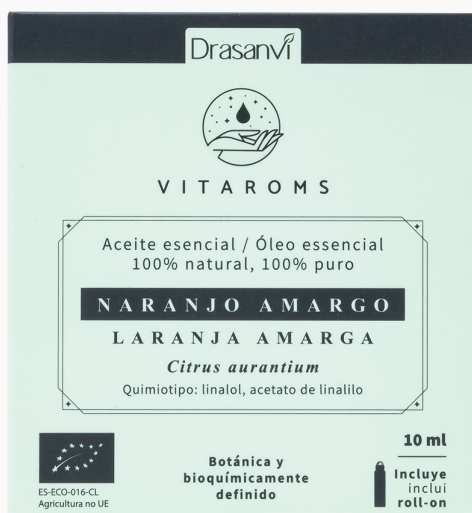 Drasanvi
VITAROMS
Aceite esencial / Óleo essencial
100% natural, 100% puro
NARANJO AMARGO
LARANJA AMARGA
Citrus aurantium
Quimiotipo: linalol, acetato de linalilo
ES-ECO-016-CL
Agricultura no UE
Botánica y
bioquímicamente
definido
10 ml
Incluye
inclui
roll-on